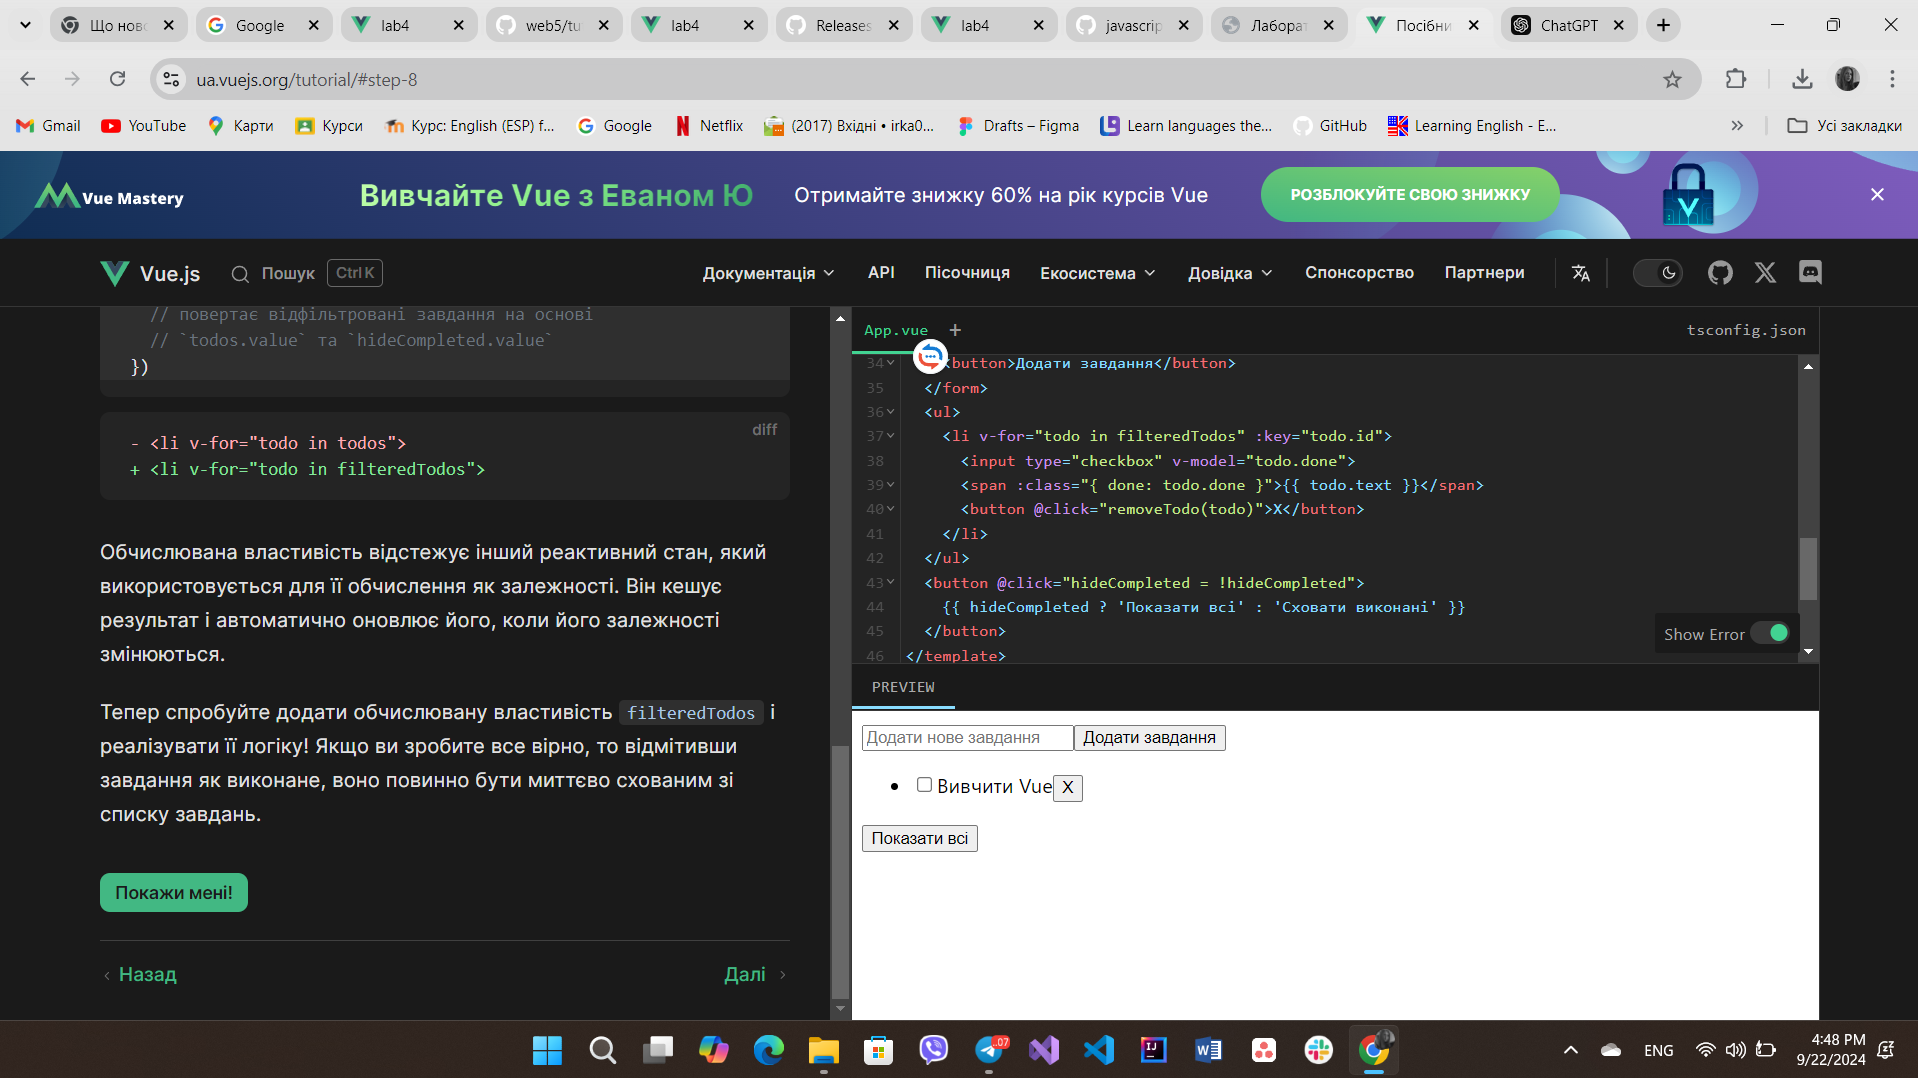 Що ново
Google
lab4
web5/tu
lab4
Releases
lab4
javascrip
Лаборат
Посібни
ChatGPT
ua.vuejs.org/tutorial/#step-8
Gmail
YouTube
Карти
Курси
Курс: English (ESP) f...
Google
Netflix
(2017) Вхідні • irka0...
Drafts – Figma
Learn languages the...
GitHub
Learning English - E...
Усі закладки
Vue Mastery
Вивчайте Vue з Еваном Ю
Отримайте знижку 60% на рік курсів Vue
РОЗБЛОКУЙТЕ СВОЮ ЗНИЖКУ
Vue.js
Пошук
Ctrl K
Документація
API
Пісочниця
Екосистема
Довідка
Спонсорство
Партнери
// повертає відфільтровані завдання на основі
// `todos.value` та `hideCompleted.value`
})
diff
- <li v-for="todo in todos">
+ <li v-for="todo in filteredTodos">
Обчислювана властивість відстежує інший реактивний стан, який
використовується для її обчислення як залежності. Він кешує
результат і автоматично оновлює його, коли його залежності
змінюються.
Тепер спробуйте додати обчислювану властивість filteredTodos і
реалізувати її логіку! Якщо ви зробите все вірно, то відмітивши
завдання як виконане, воно повинно бути миттєво схованим зі
списку завдань.
Покажи мені!
Назад
Далі
App.vue
+
tsconfig.json
34 button>Додати завдання</button>
35 </form>
36 <ul>
37 <li v-for="todo in filteredTodos" :key="todo.id">
38 <input type="checkbox" v-model="todo.done">
39 <span :class="{ done: todo.done }">{{ todo.text }}</span>
40 <button @click="removeTodo(todo)">X</button>
41 </li>
42 </ul>
43 <button @click="hideCompleted = !hideCompleted">
44 {{ hideCompleted ? 'Показати всі' : 'Сховати виконані' }}
45 </button>
46 </template>
Show Error
PREVIEW
Додати нове завдання
Додати завдання
Вивчити Vue
X
Показати всі
.07
ENG
4:48 PM
9/22/2024